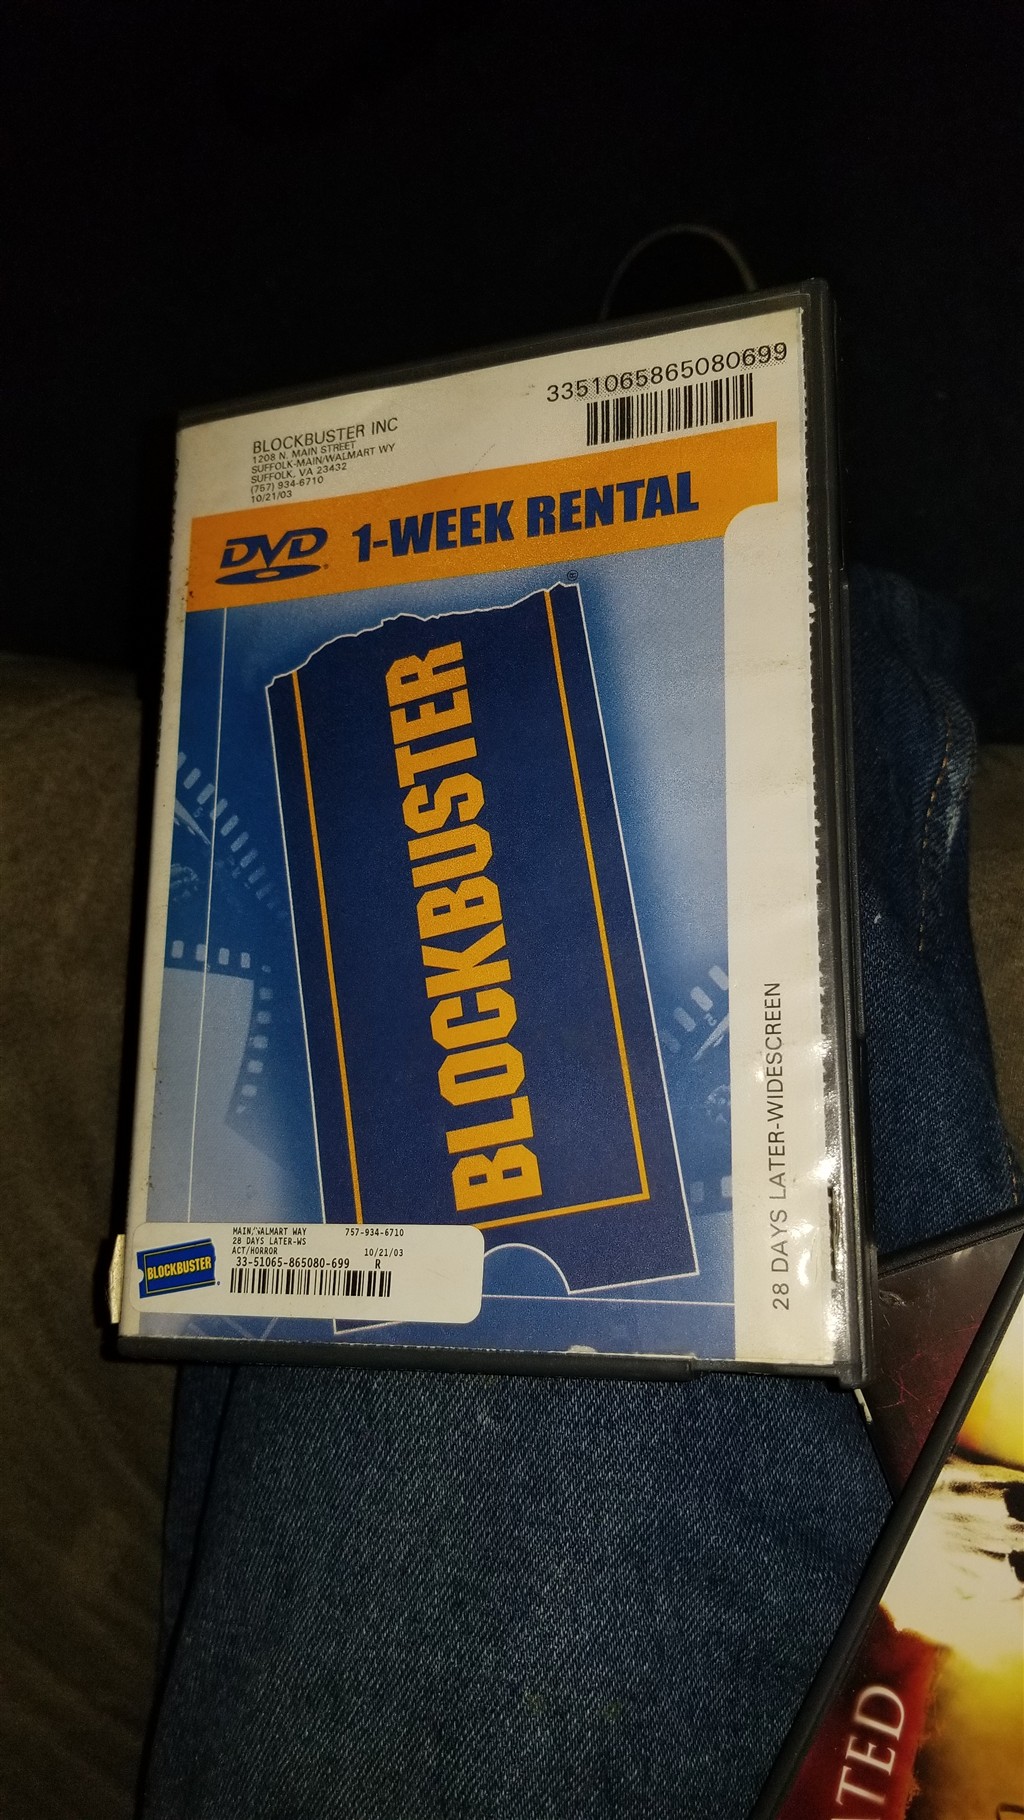 3351065865080699
BLOCKBUSTER INC
1208 N. MAIN STREET
SUFFOLK-MAIN/WALMART WY
SUFFOLK, VA 23432
(757) 934-6710
10/21/03
DVD 1-WEEK RENTAL
BLOCKBUSTER
28 DAYS LATER-WIDESCREEN
BLOCKBUSTER
MAIN/WALMART WAY 757-934-6710
28 DAYS LATER-WS
ACT/HORROR 10/21/03
33-51065-865080-699 R
TED